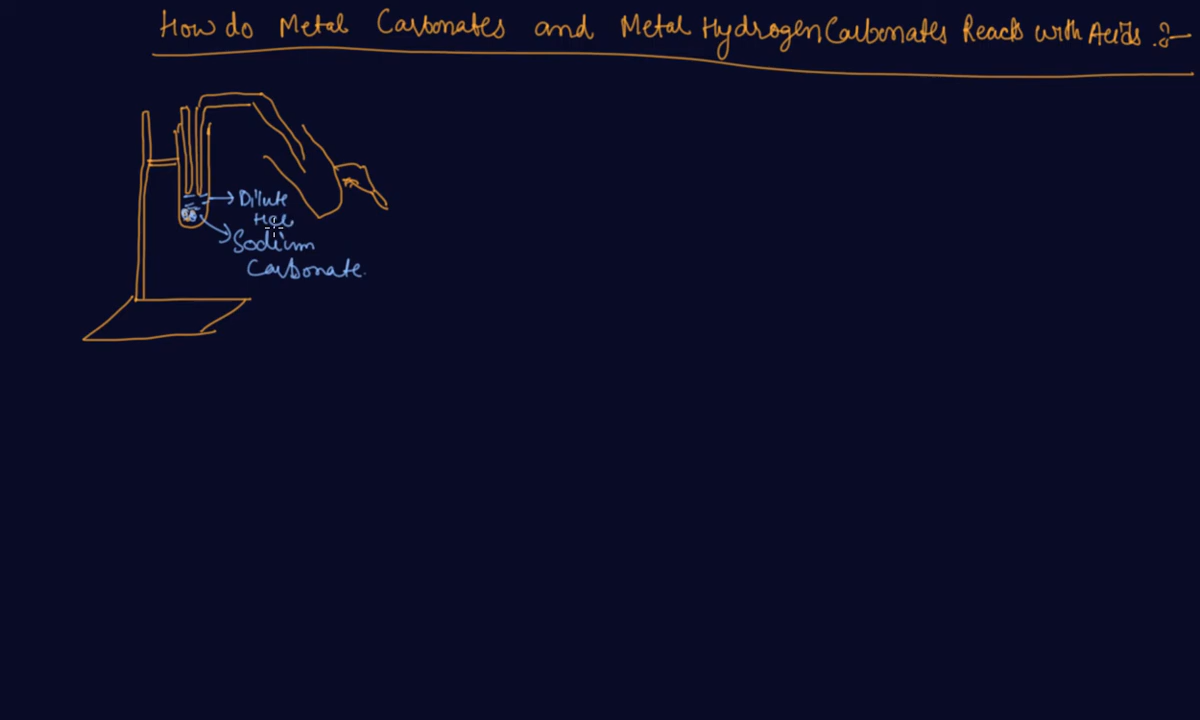 How do Metal Carbonates and Metal Hydrogen Carbonates Reacts with Acids :-
Dilute
HCl
Sodium
Carbonate.